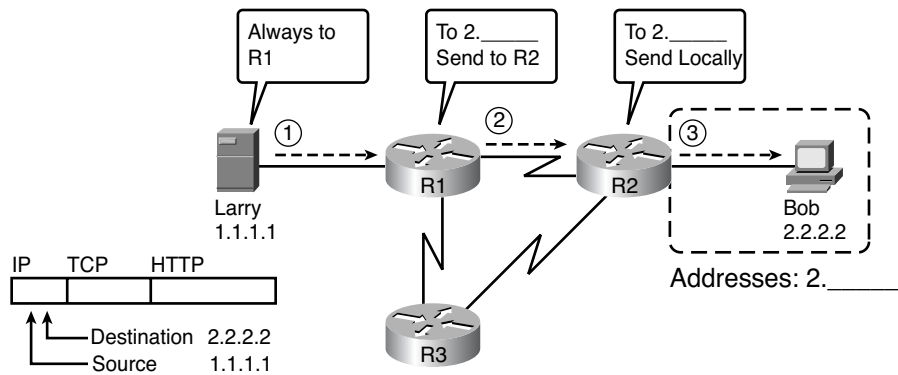 Always to
R1
To 2._____
Send to R2
To 2._____
Send Locally
1
2
3
R1
R2
Larry
1.1.1.1
Bob
2.2.2.2
IP TCP HTTP
Addresses: 2.______
Destination 2.2.2.2
Source 1.1.1.1
R3